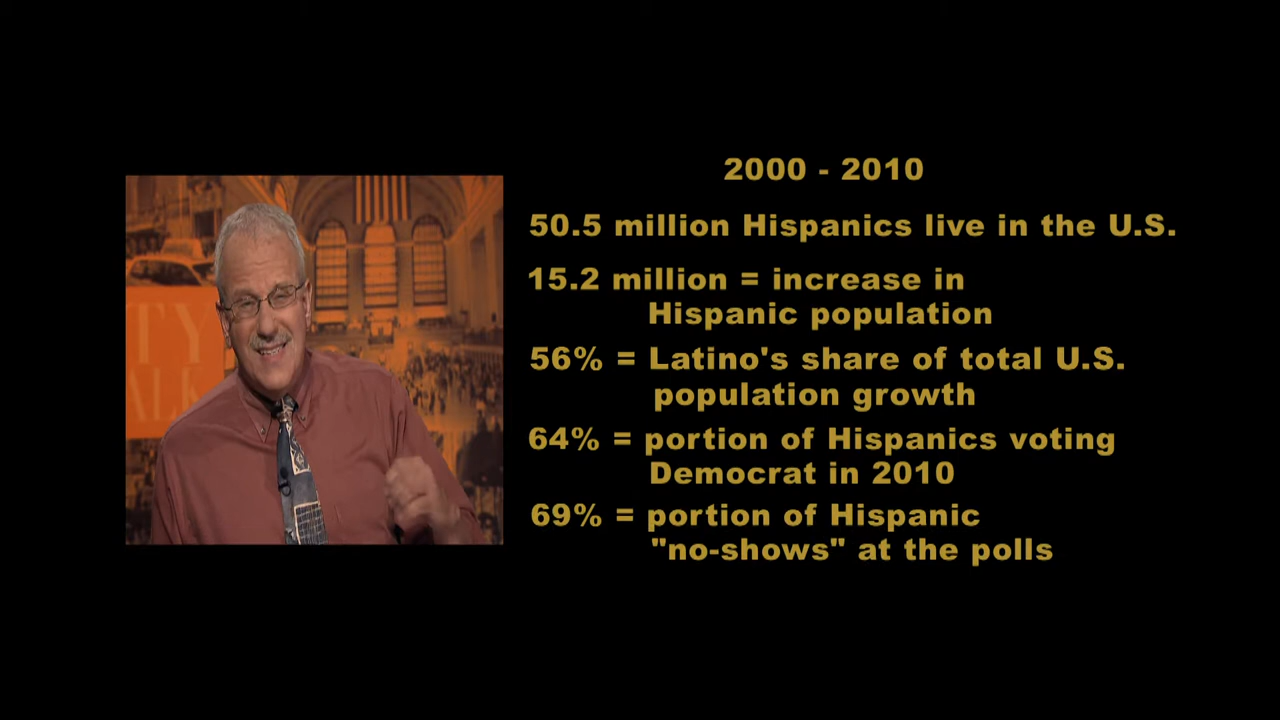 2000 - 2010
50.5 million Hispanics live in the U.S.
15.2 million = increase in
Hispanic population
56% = Latino's share of total U.S.
population growth
64% = portion of Hispanics voting
Democrat in 2010
69% = portion of Hispanic
"no-shows" at the polls
TY
ALK